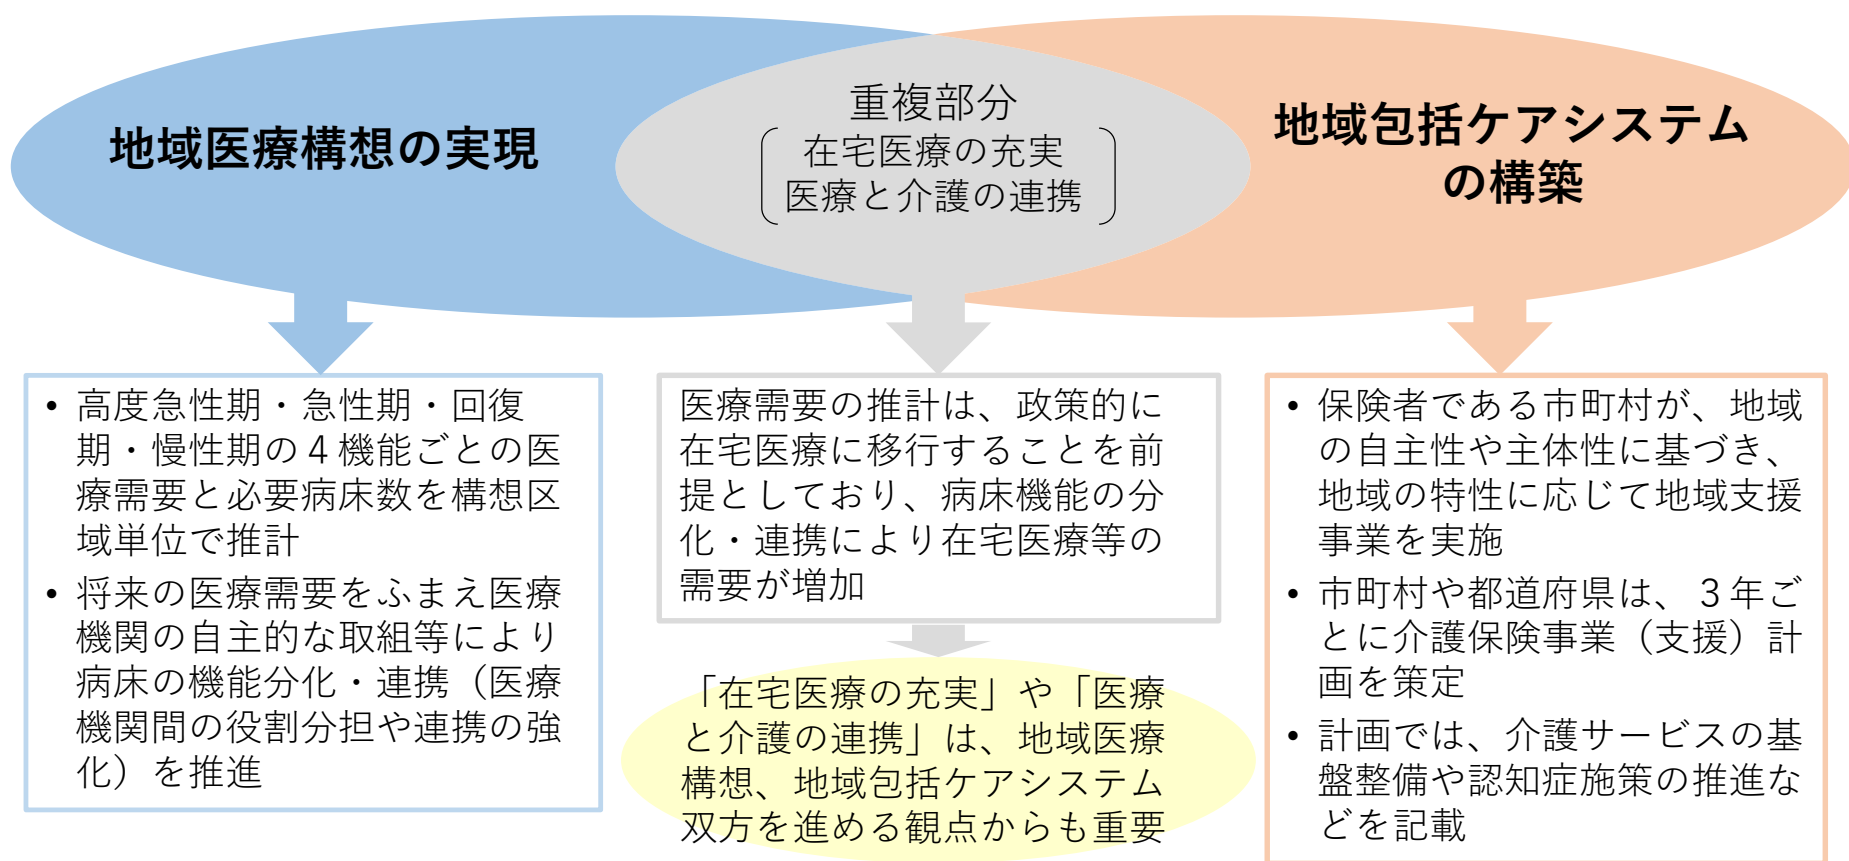 地域医療構想の実現
重複部分
在宅医療の充実
医療と介護の連携
地域包括ケアシステム
の構築
• 高度急性期・急性期・回復
期・慢性期の４機能ごとの医
療需要と必要病床数を構想区
域単位で推計
• 将来の医療需要をふまえ医療
機関の自主的な取組等により
病床の機能分化・連携（医療
機関間の役割分担や連携の強
化）を推進
医療需要の推計は、政策的に
在宅医療に移行することを前
提としており、病床機能の分
化・連携により在宅医療等の
需要が増加
「在宅医療の充実」や「医療
と介護の連携」は、地域医療
構想、地域包括ケアシステム
双方を進める観点からも重要
• 保険者である市町村が、地域
の自主性や主体性に基づき、
地域の特性に応じて地域支援
事業を実施
• 市町村や都道府県は、３年ご
とに介護保険事業（支援）計
画を策定
• 計画では、介護サービスの基
盤整備や認知症施策の推進な
どを記載